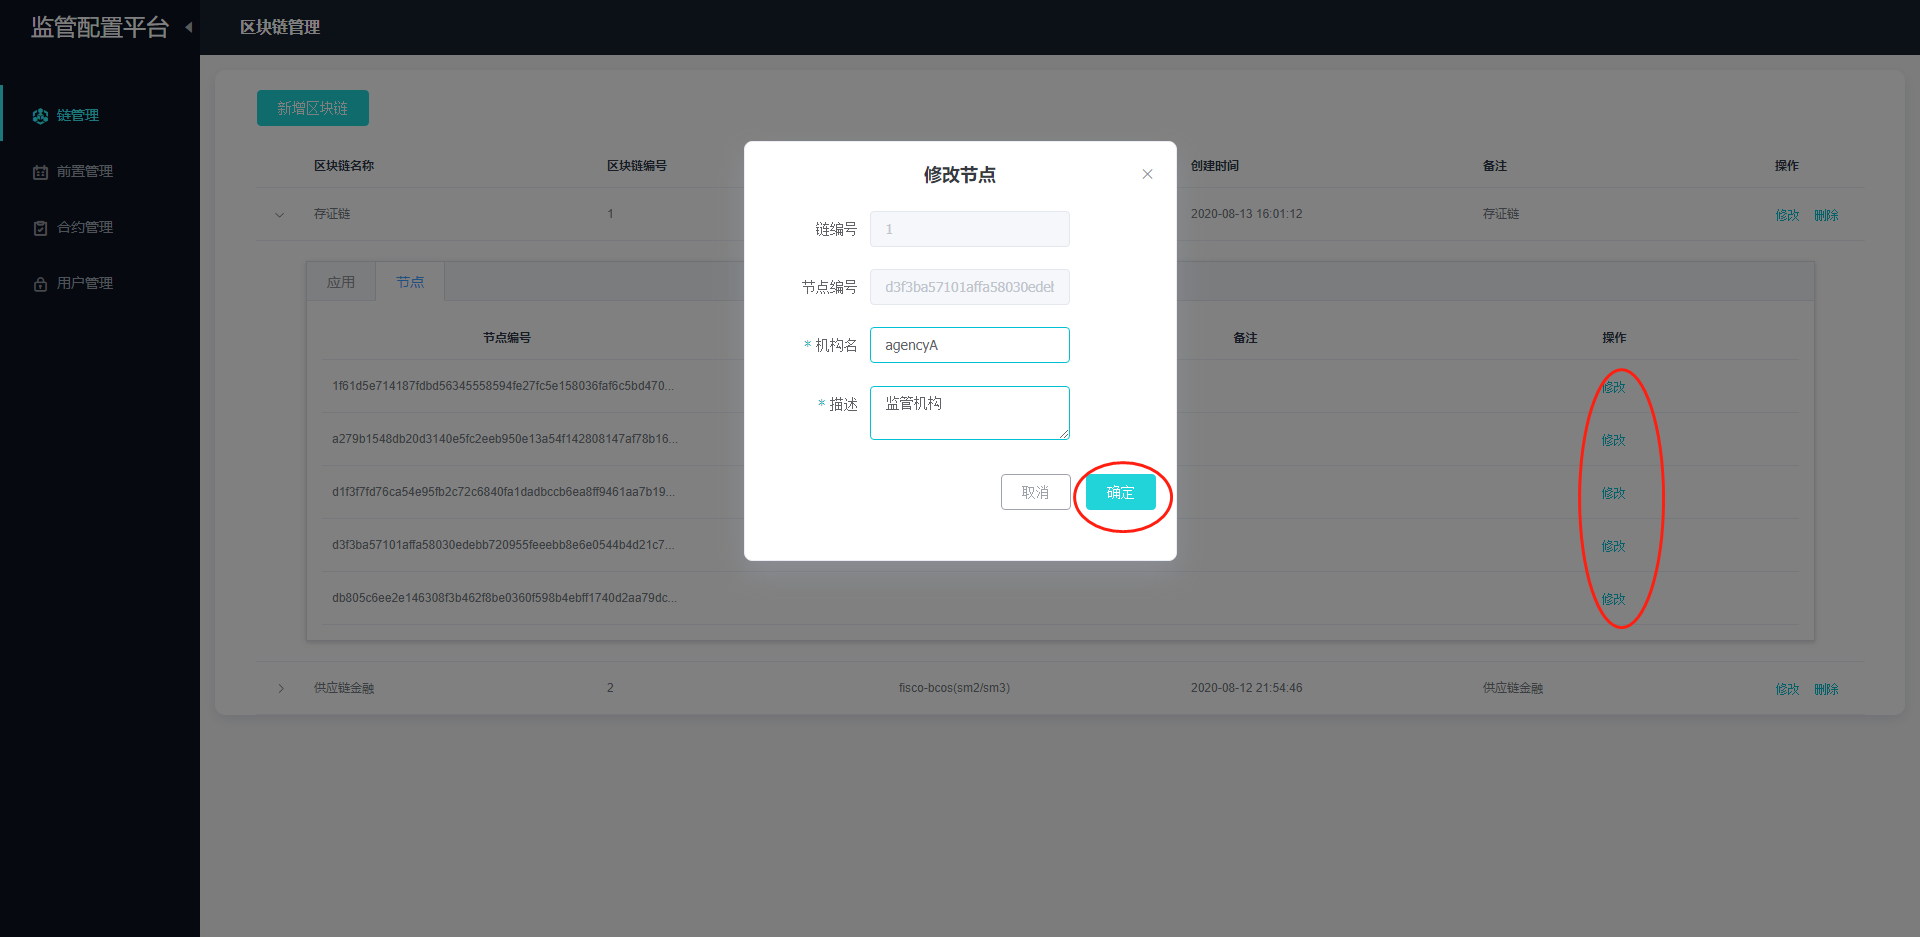 监管配置平台
区块链管理
链管理
前置管理
合约管理
用户管理
新增区块链
区块链名称 区块链编号 创建时间 备注 操作
存证链 1 2020-08-13 16:01:12 存证链 修改 删除
应用 节点
节点编号 备注 操作
1f61d5e714187fdbd56345558594fe27fc5e158036faf6c5bd470... 修改
a279b1548db20d3140e5fc2eeb950e13a54f142808147af78b16... 修改
d1f3f7fd76ca54e95fb2c72c6840fa1dadbccb6ea8ff9461aa7b19... 修改
d3f3ba57101affa58030edebb720955feeebb8e6e0544b4d21c7... 修改
db805c6ee2e146308f3b462f8be0360f598b4ebff1740d2aa79dc... 修改
供应链金融 2 fisco-bcos(sm2/sm3) 2020-08-12 21:54:46 供应链金融 修改 删除
修改节点
链编号 1
节点编号 d3f3ba57101affa58030edeb
* 机构名 agencyA
* 描述 监管机构
取消 确定